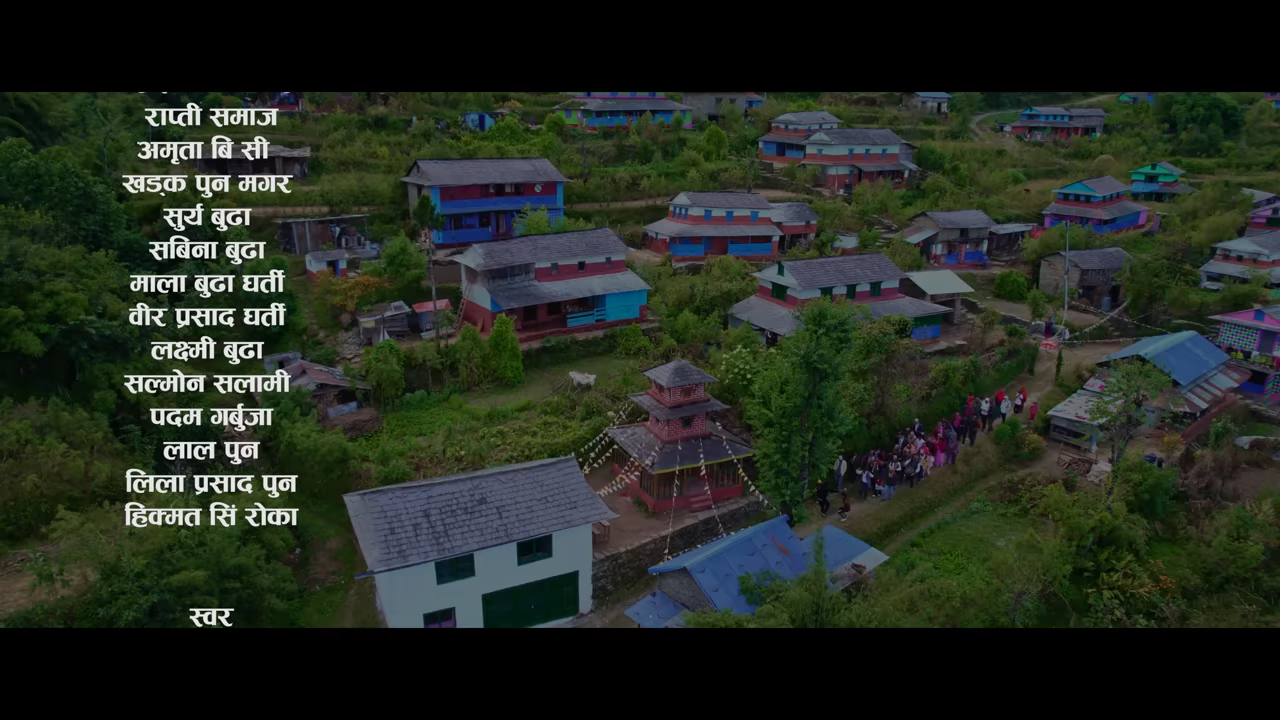 राप्ती समाज
अमृता बि सी
खड्क पुन मगर
सुर्य बुढा
सबिना बुढा
माला बुढा घर्ती
वीर प्रसाद घर्ती
लक्ष्मी बुढा
सल्मोन सलामी
पदम गर्बुजा
लाल पुन
लिला प्रसाद पुन
हिक्मत सिं रोका
स्वर